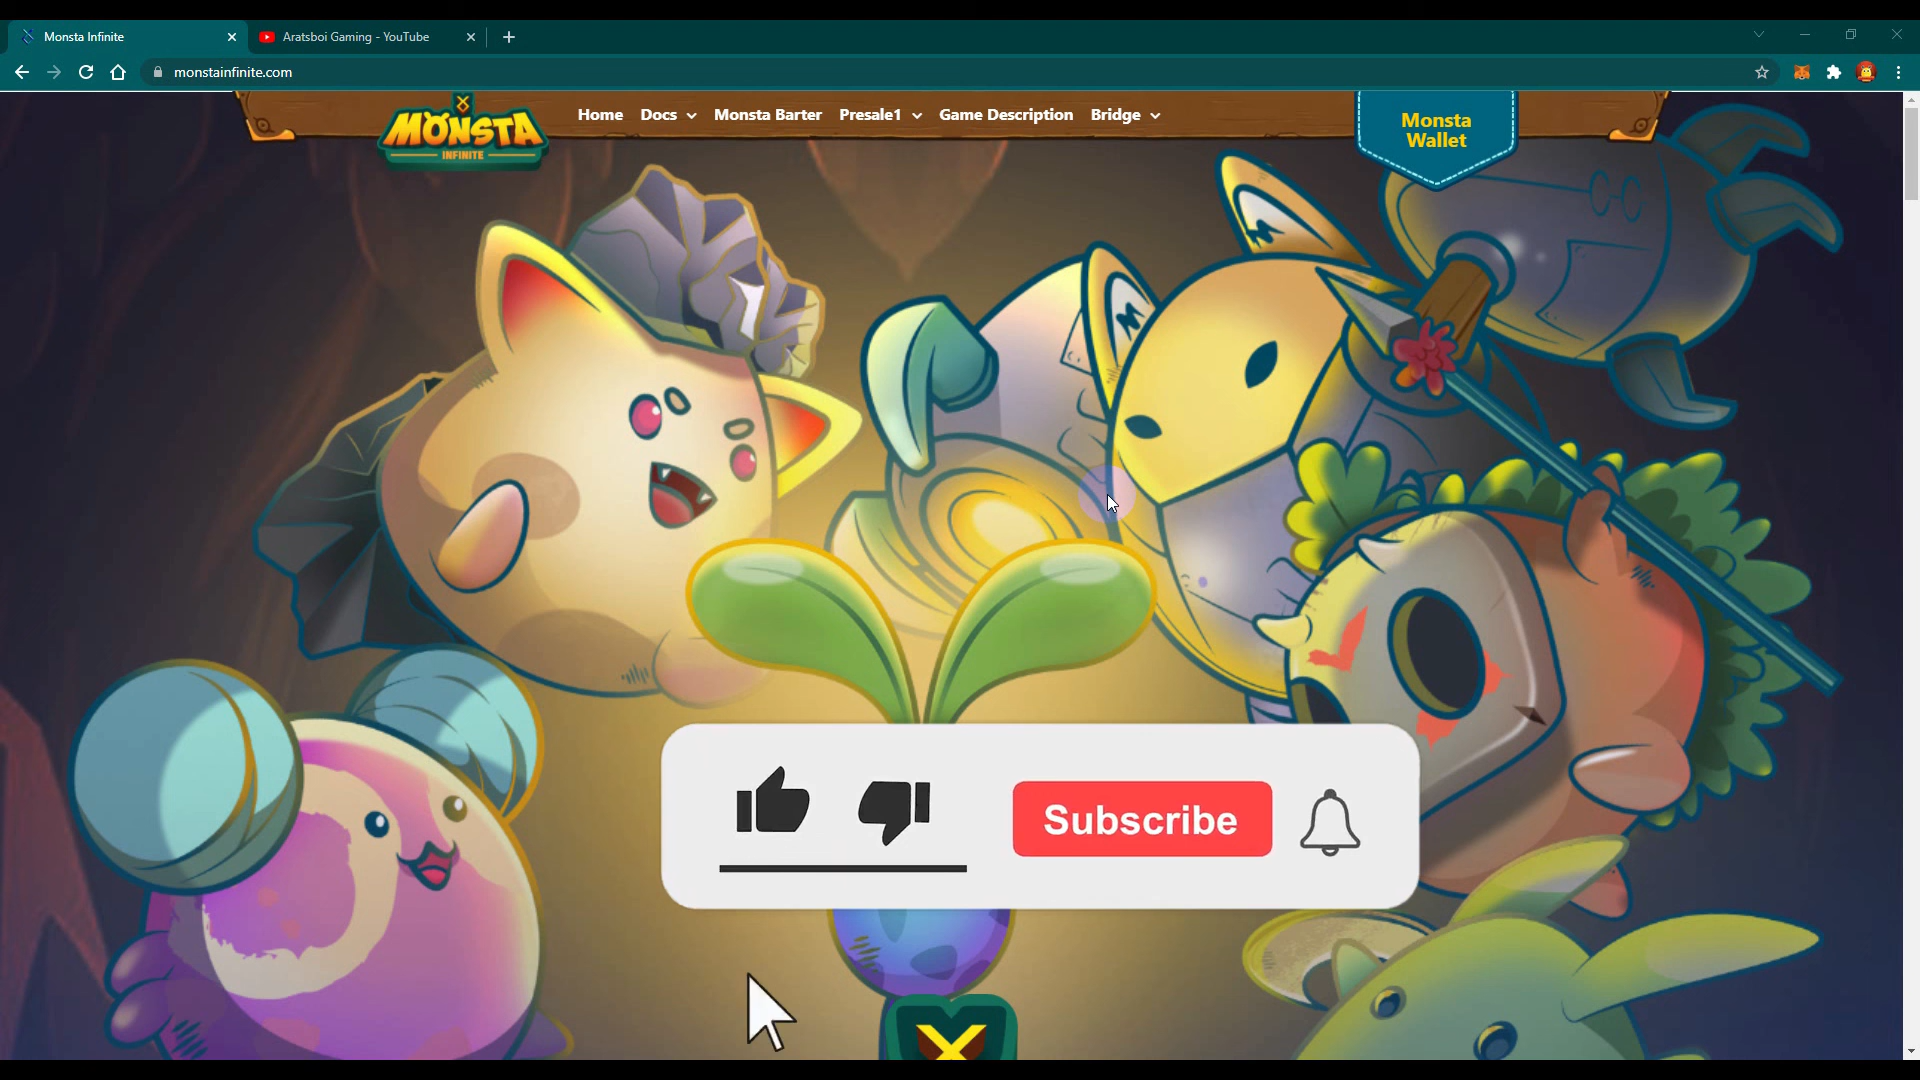 Monsta Infinite
Aratsboi Gaming - YouTube
monstainfinite.com
MONSTA
INFINITE
Home
Docs
Monsta Barter
Presale1
Game Description
Bridge
Monsta
Wallet
Subscribe